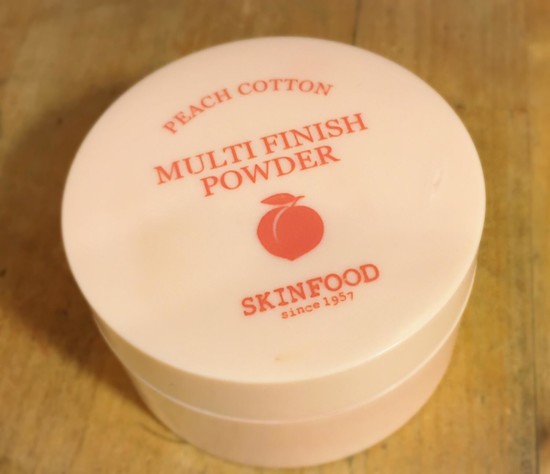 PEACH COTTON
MULTI FINISH
POWDER
SKINFOOD
since 1957